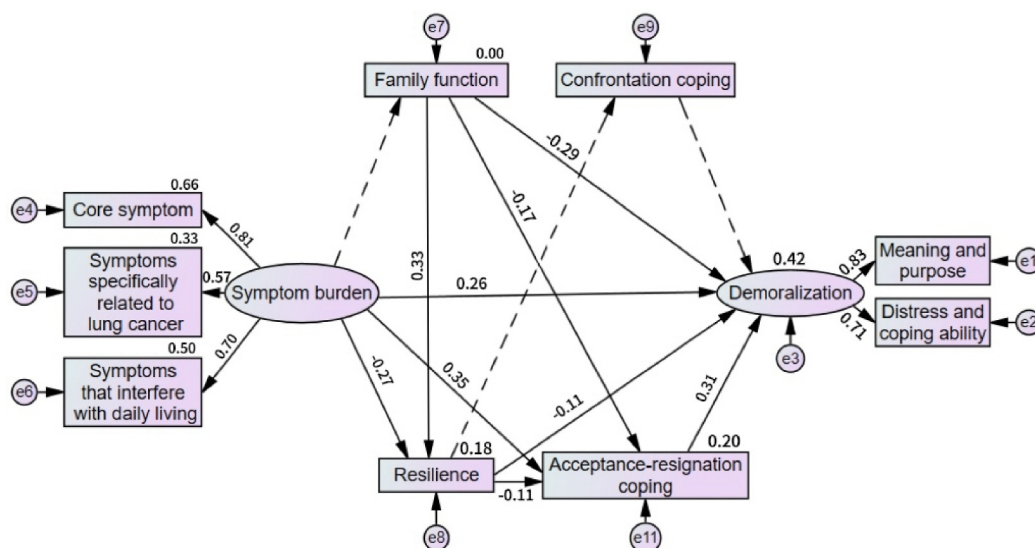 e7
e9
0.00
Family function
Confrontation coping
-0.29
0.66
e4
Core symptom
0.81
-0.17
0.33
e5
Symptoms
specifically
related to
lung cancer
0.57
Symptom burden
0.33
0.26
0.42
Demoralization
0.83
Meaning and
purpose
e1
0.71
Distress and
coping ability
e2
e3
0.50
0.70
e6
Symptoms
that interfere
with daily living
-0.27
0.35
-0.11
0.31
0.18
Resilience
-0.11
0.20
Acceptance-resignation
coping
e8
e11